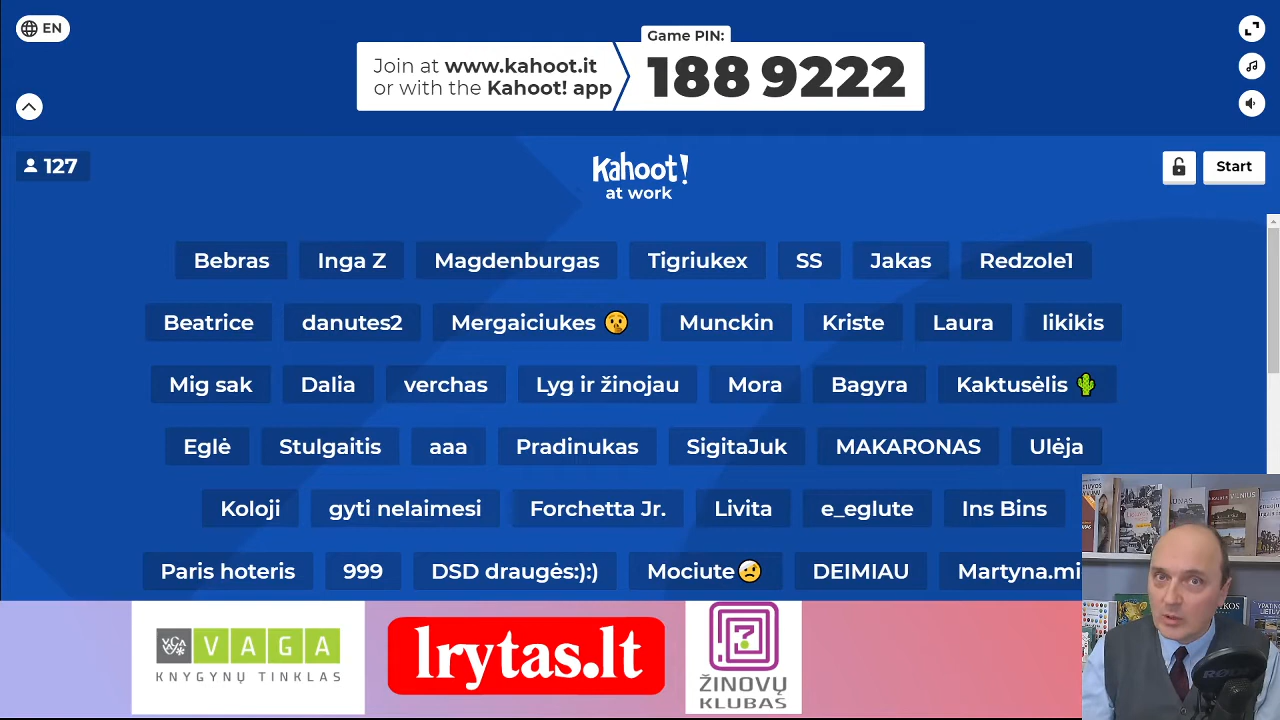 EN
Game PIN:
Join at www.kahoot.it
or with the Kahoot! app
188 9222
127
Kahoot!
at work
Start
Bebras Inga Z Magdenburgas Tigriukex SS Jakas Redzole1
Beatrice danutes2 Mergaiciukes 🤫 Munckin Kriste Laura
Mig sak Dalia verchas Lyg ir žinojau Mora Bagyra Kaktusėlis 🌵
Eglė Stulgaitis aaa Pradinukas SigitaJuk MAKARONAS Ulėja
Koloji gyti nelaimesi Forchetta Jr. Livita e_eglute Ins Bins
Paris hoteris 999 DSD draugės:):) Mociute🤕 DEIMIAU Martyna.mi
VAGA
KNYGYNŲ TINKLAS
lrytas.lt
ŽINOVŲ
KLUBAS
VILNIUS